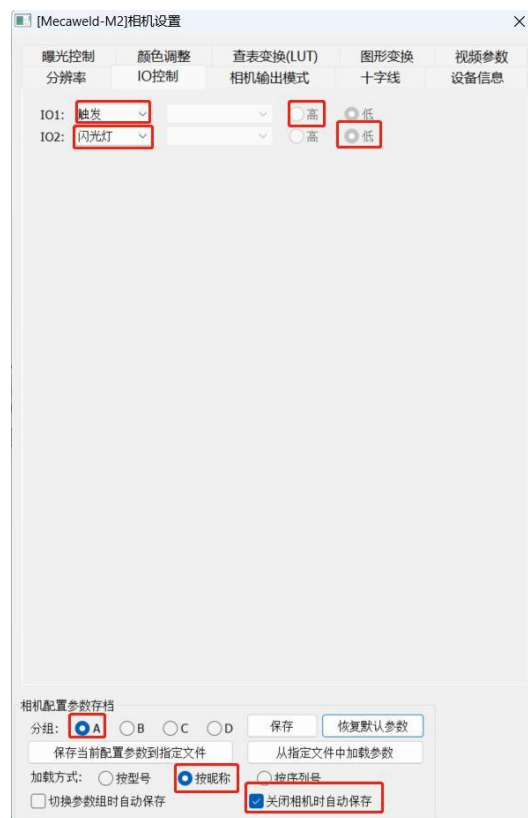 [Mecaweld-M2]相机设置
曝光控制 颜色调整 查表变换(LUT) 图形变换 视频参数
分辨率 IO控制 相机输出模式 十字线 设备信息
IO1: 触发 高 低
IO2: 闪光灯 高 低
相机配置参数存档
分组: A B C D 保存 恢复默认参数
保存当前配置参数到指定文件 从指定文件中加载参数
加载方式: 按型号 按昵称 按序列号
切换参数组时自动保存 关闭相机时自动保存